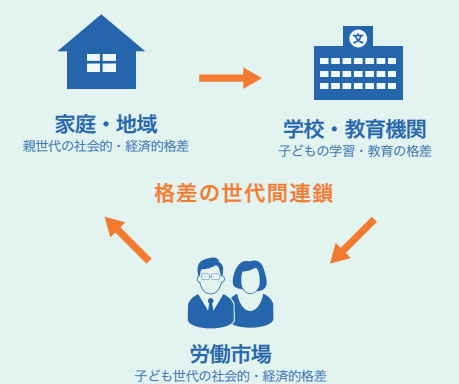 文
家庭・地域
親世代の社会的・経済的格差
学校・教育機関
子どもの学習・教育の格差
格差の世代間連鎖
労働市場
子ども世代の社会的・経済的格差